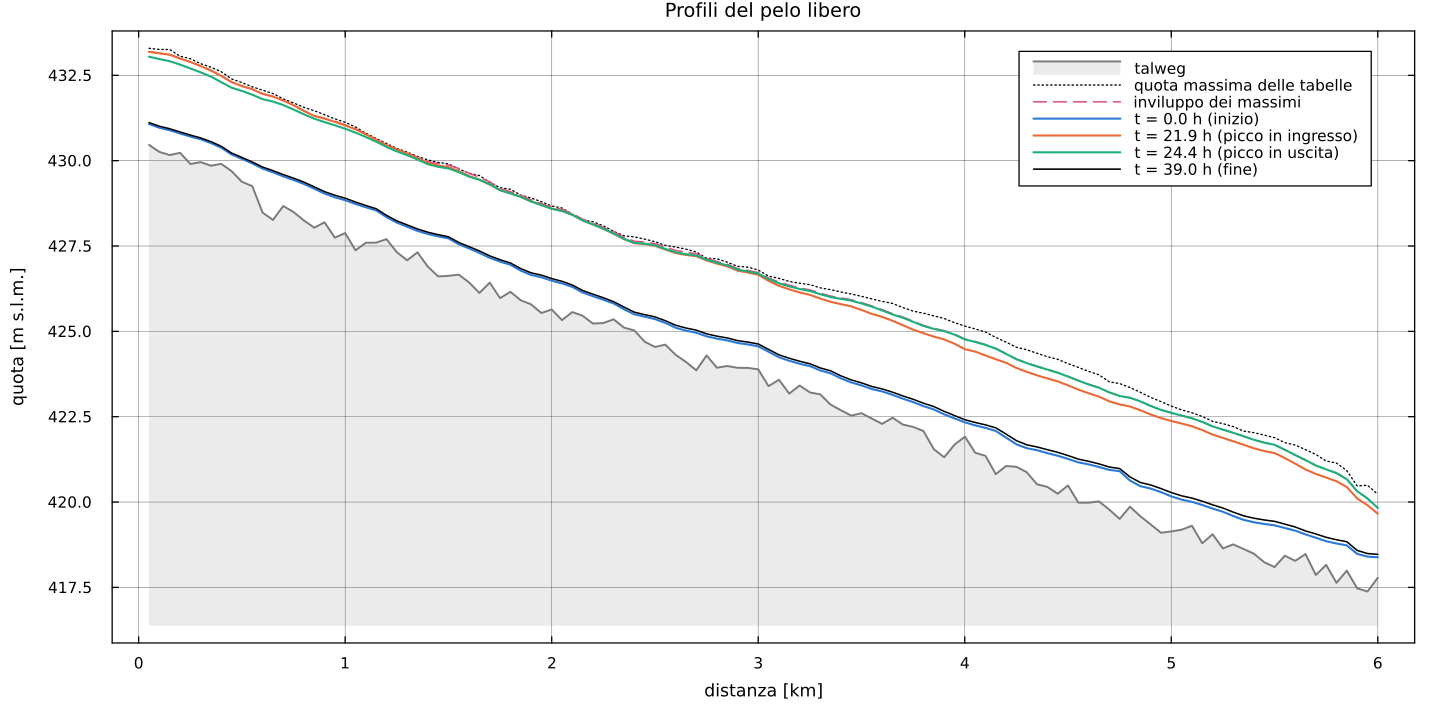 Profili del pelo libero
quota [m s.l.m.]
432.5
430.0
427.5
425.0
422.5
420.0
417.5
talweg
quota massima delle tabelle
inviluppo dei massimi
t = 0.0 h (inizio)
t = 21.9 h (picco in ingresso)
t = 24.4 h (picco in uscita)
t = 39.0 h (fine)
0 1 2 3 4 5 6
distanza [km]